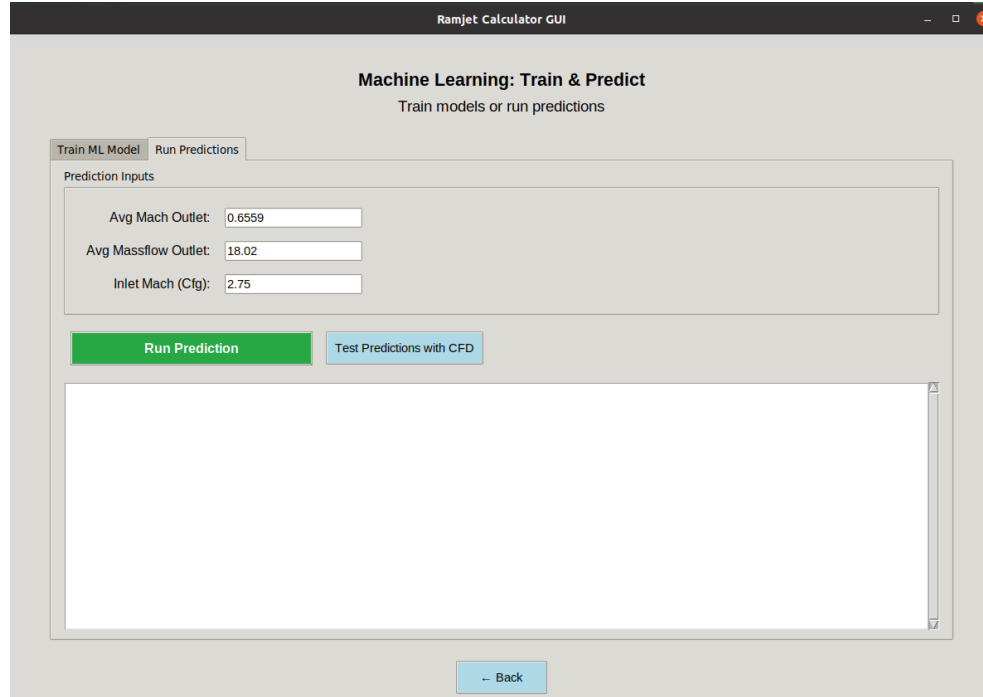 Ramjet Calculator GUI
Machine Learning: Train & Predict
Train models or run predictions
Train ML Model Run Predictions
Prediction Inputs
Avg Mach Outlet: 0.6559
Avg Massflow Outlet: 18.02
Inlet Mach (Cfg): 2.75
Run Prediction Test Predictions with CFD
← Back